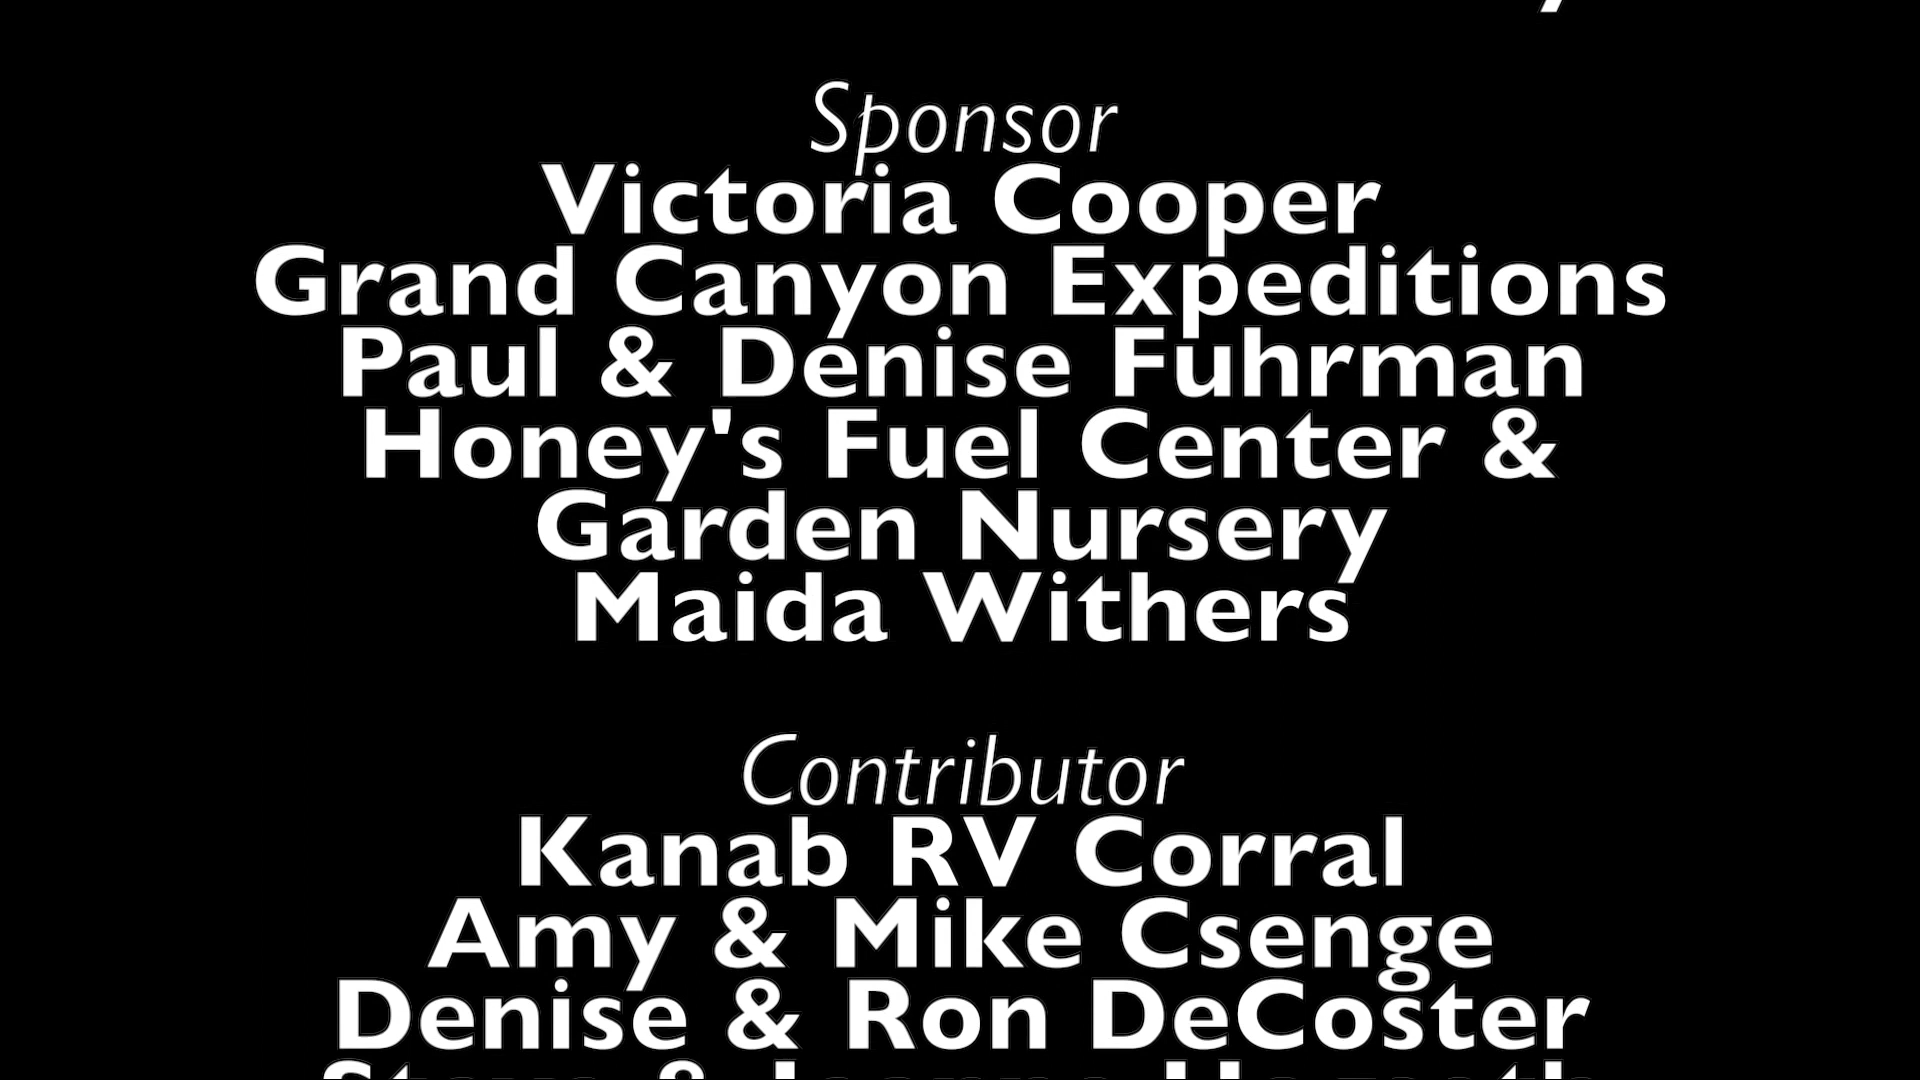 Sponsor
Victoria Cooper
Grand Canyon Expeditions
Paul & Denise Fuhrman
Honey's Fuel Center &
Garden Nursery
Maida Withers
Contributor
Kanab RV Corral
Amy & Mike Csenge
Denise & Ron DeCoster